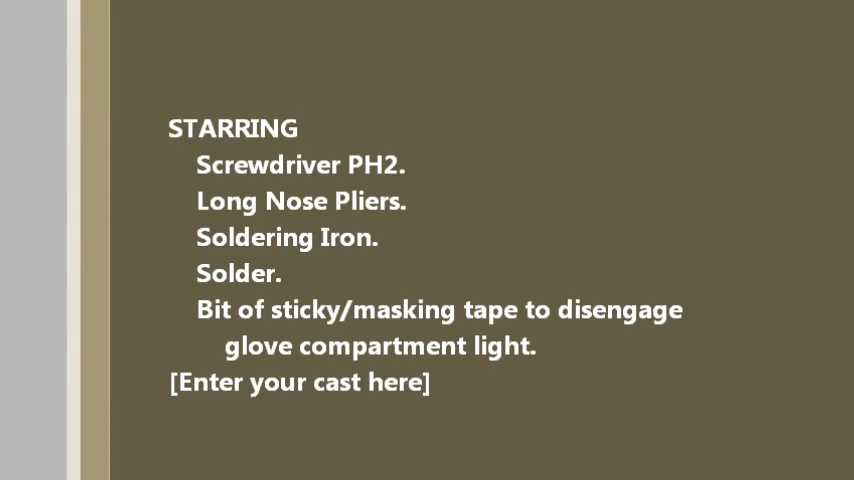 STARRING
Screwdriver PH2.
Long Nose Pliers.
Soldering Iron.
Solder.
Bit of sticky/masking tape to disengage
glove compartment light.
[Enter your cast here]